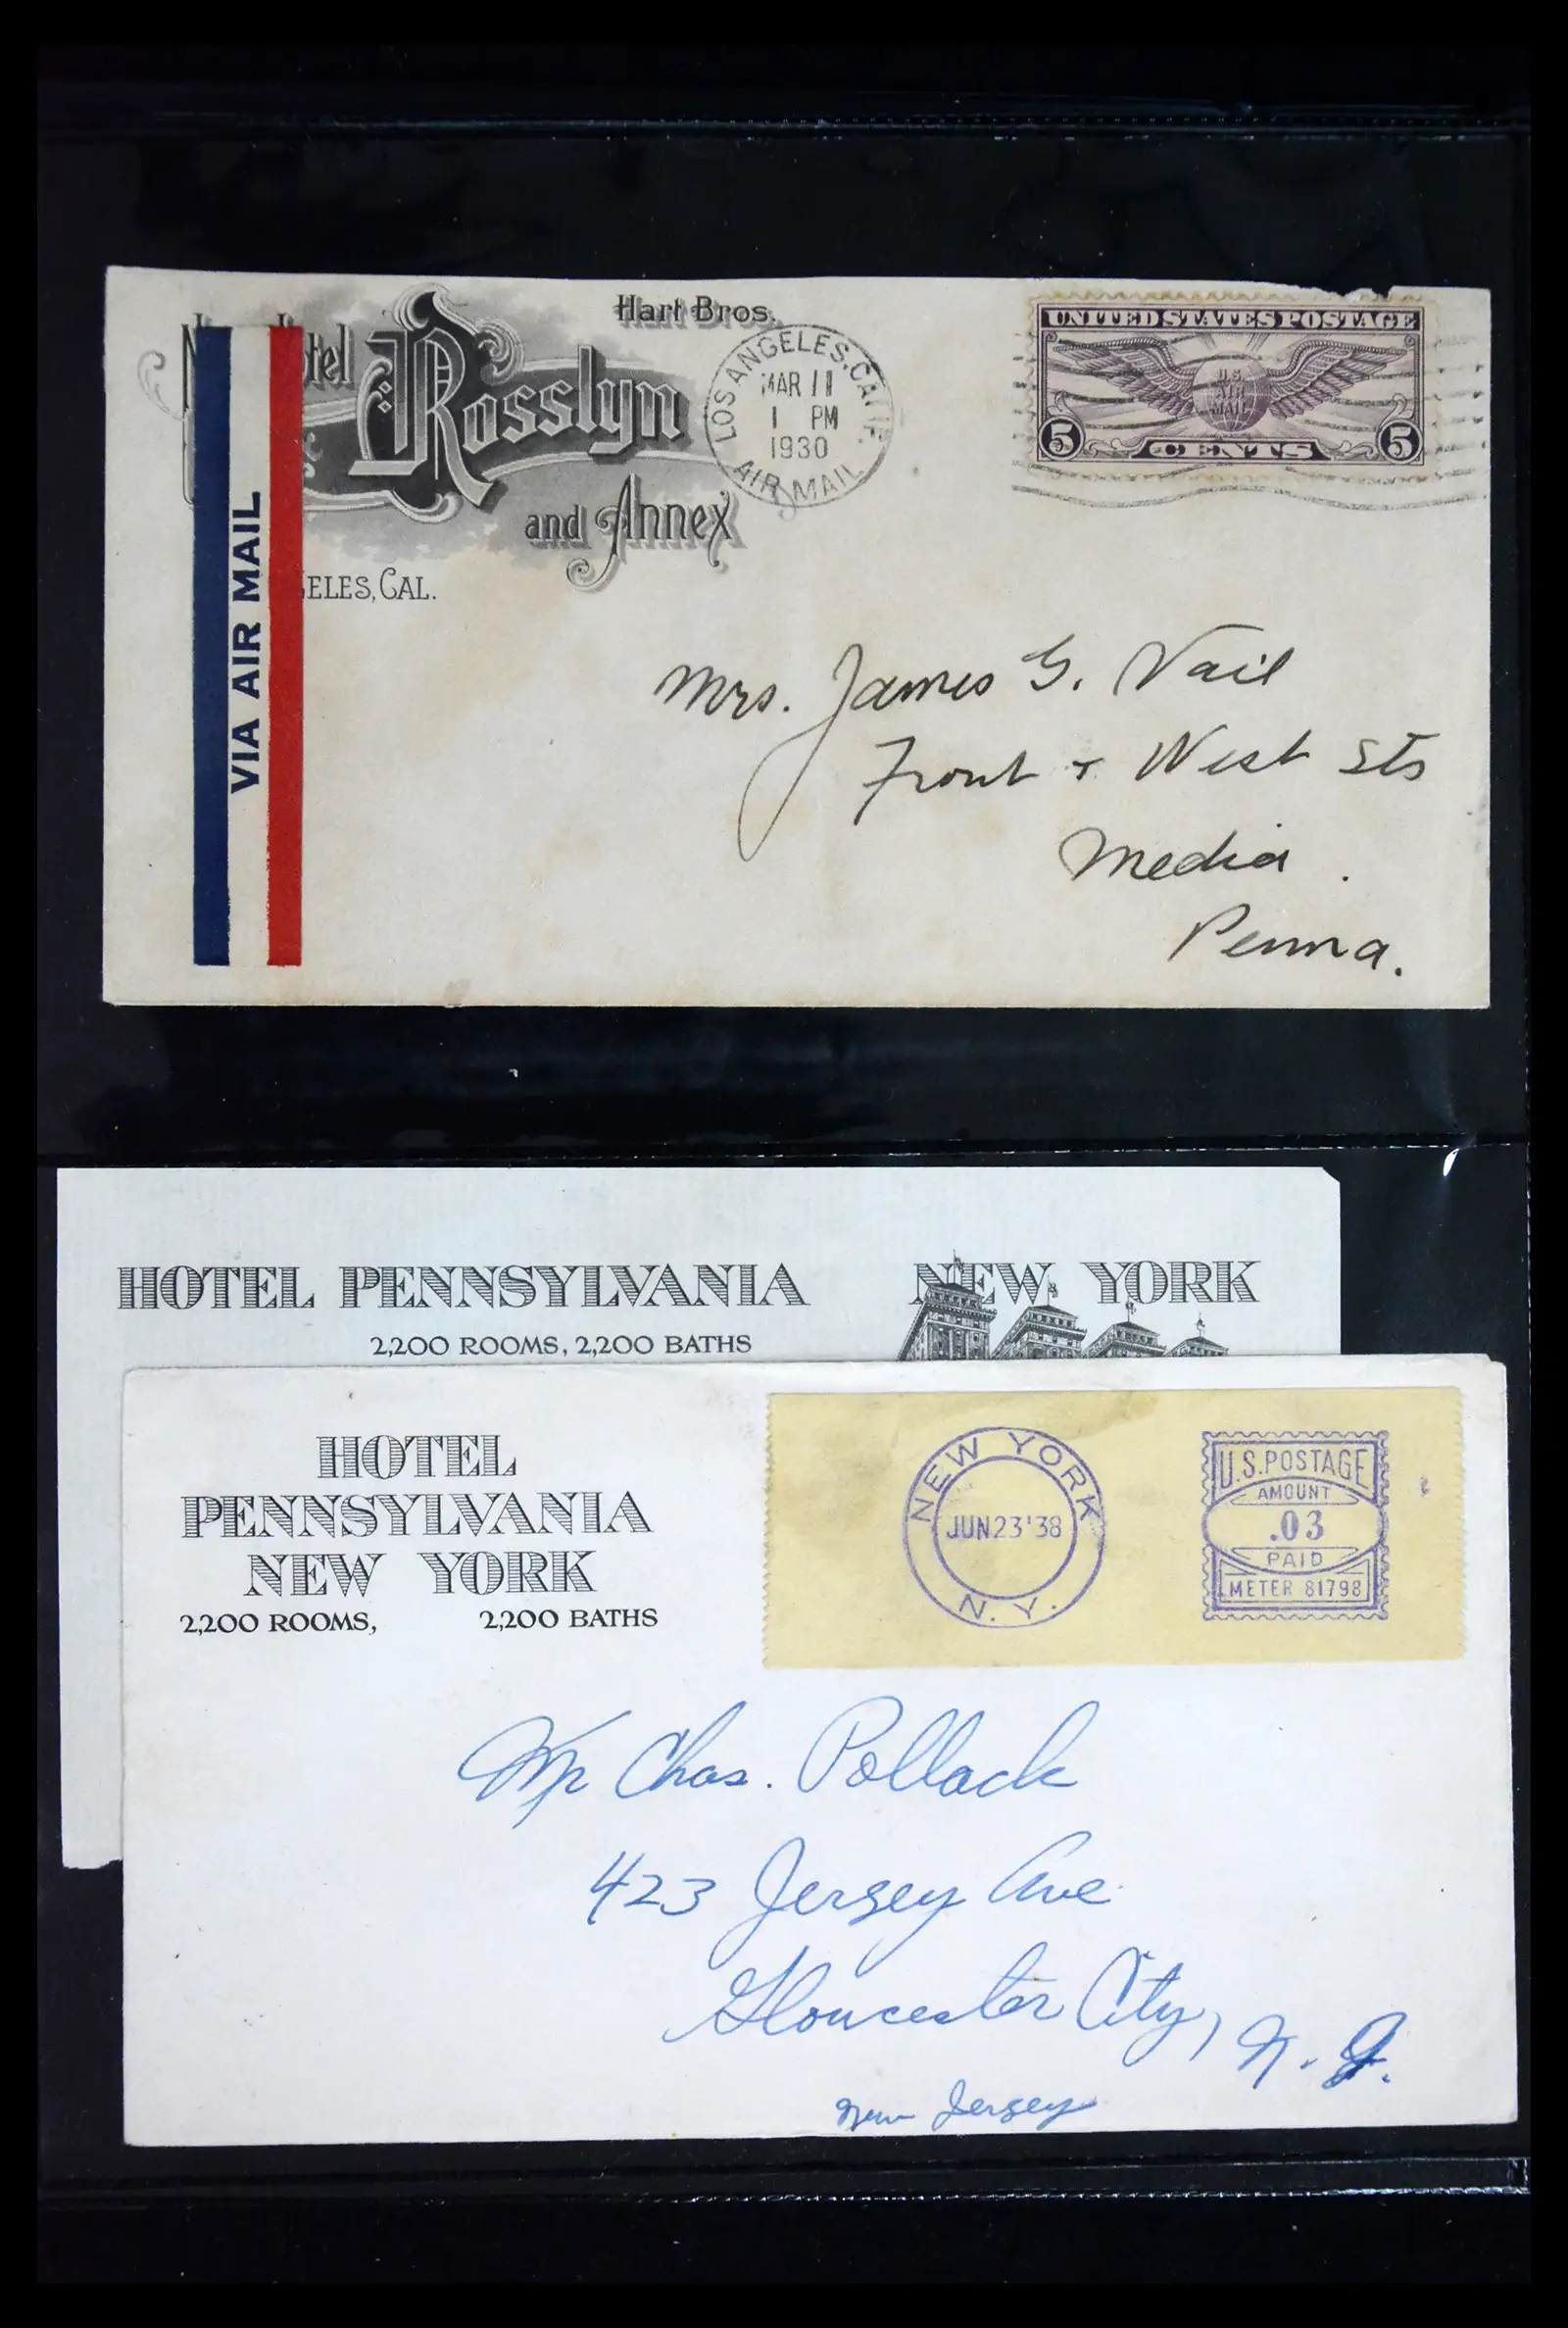 Hart Bros.
Hotel
Rosslyn
and Annex
GELES, CAL.
VIA AIR MAIL
LOS ANGELES, CALIF.
MAR 11
1 PM
1930
AIR MAIL
UNITED STATES POSTAGE
U.S.
AIR
MAIL
5 CENTS 5
Mrs. James G. Vail
Front + West Sts
Media.
Penna.
HOTEL PENNSYLVANIA NEW YORK
2,200 ROOMS, 2,200 BATHS
HOTEL
PENNSYLVANIA
NEW YORK
2,200 ROOMS, 2,200 BATHS
NEW YORK
JUN 23 '38
N. Y.
U.S. POSTAGE
AMOUNT
.03
PAID
METER 81798
Mr Chas. Pollack
423 Jersey Ave
Gloucester City, N. J.
New Jersey